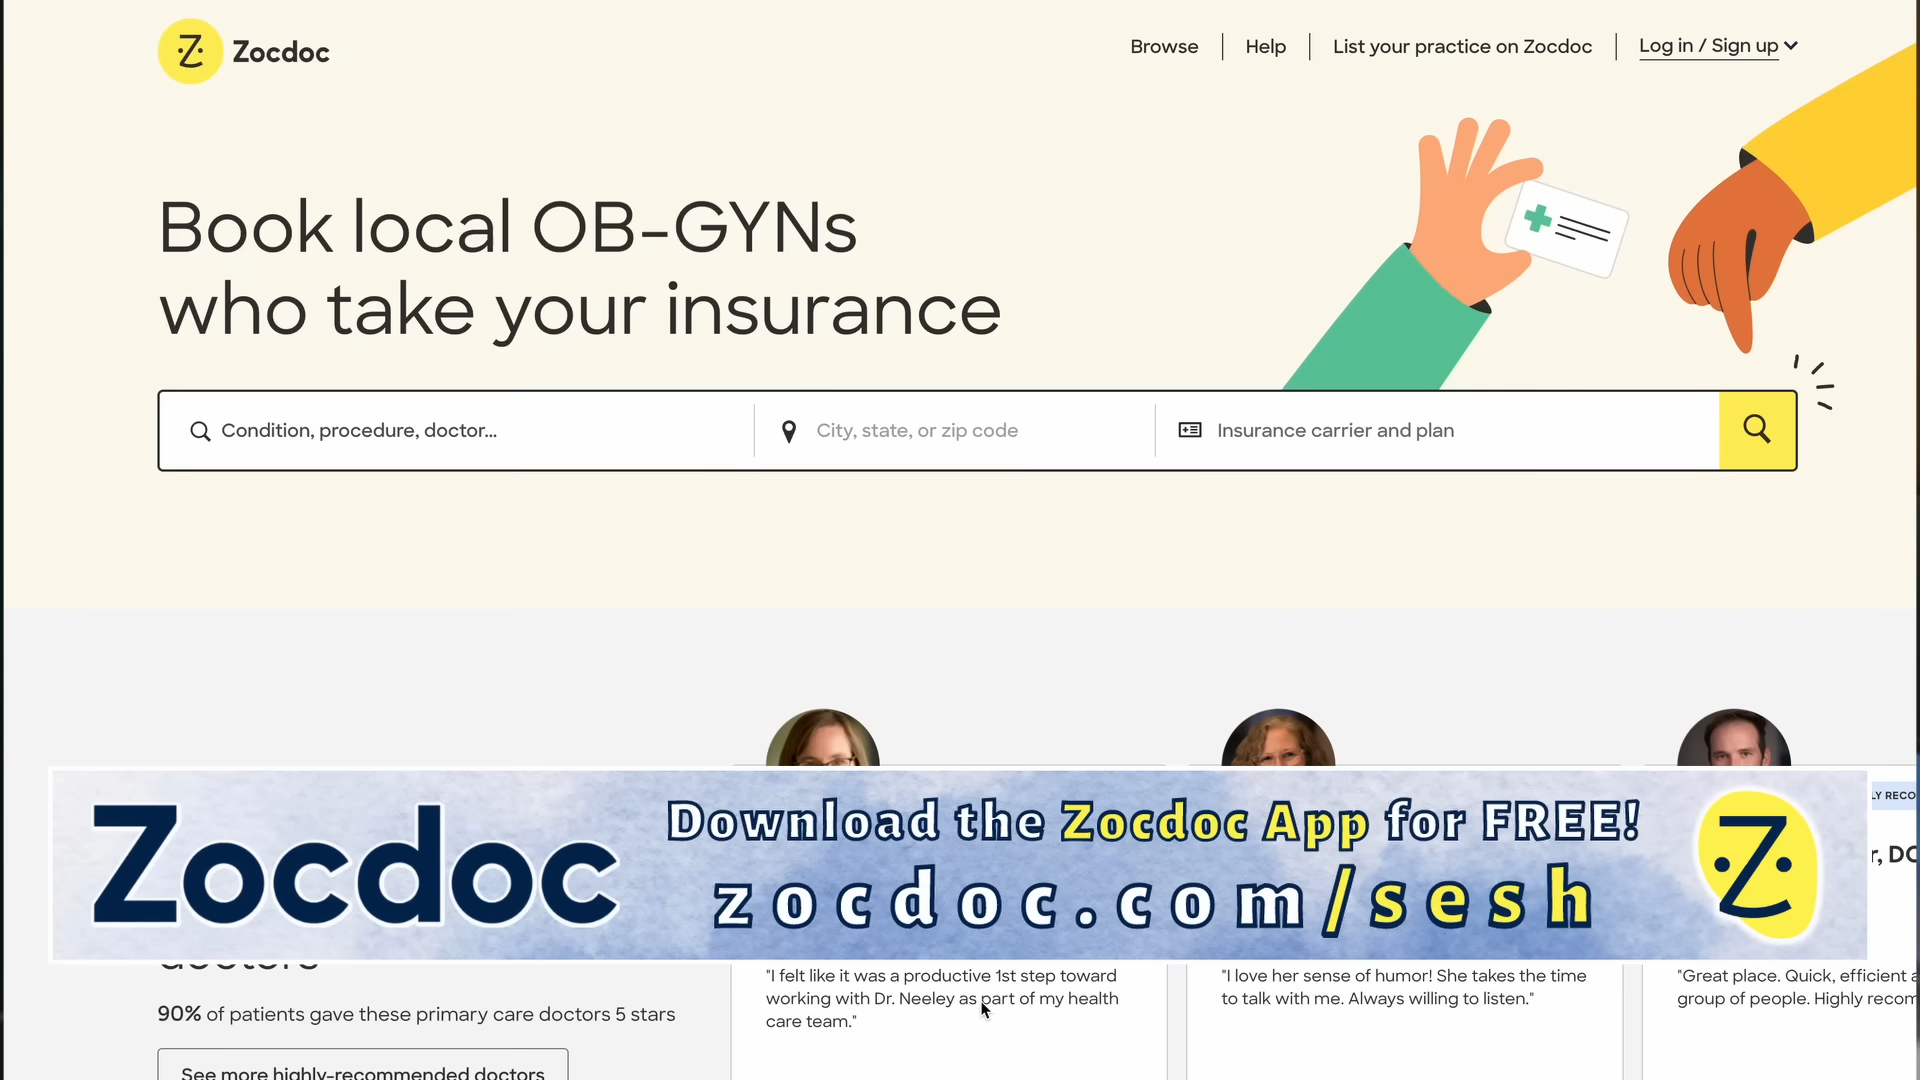 Zocdoc
Browse
Help
List your practice on Zocdoc
Log in / Sign up
Book local OB-GYNs
who take your insurance
Condition, procedure, doctor...
City, state, or zip code
Insurance carrier and plan
Zocdoc
Download the Zocdoc App for FREE!
zocdoc.com/sesh
LY RECO
r, DO
doctors
90% of patients gave these primary care doctors 5 stars
See more highly-recommended doctors
"I felt like it was a productive 1st step toward
working with Dr. Neeley as part of my health
care team."
"I love her sense of humor! She takes the time
to talk with me. Always willing to listen."
"Great place. Quick, efficient a
group of people. Highly recom